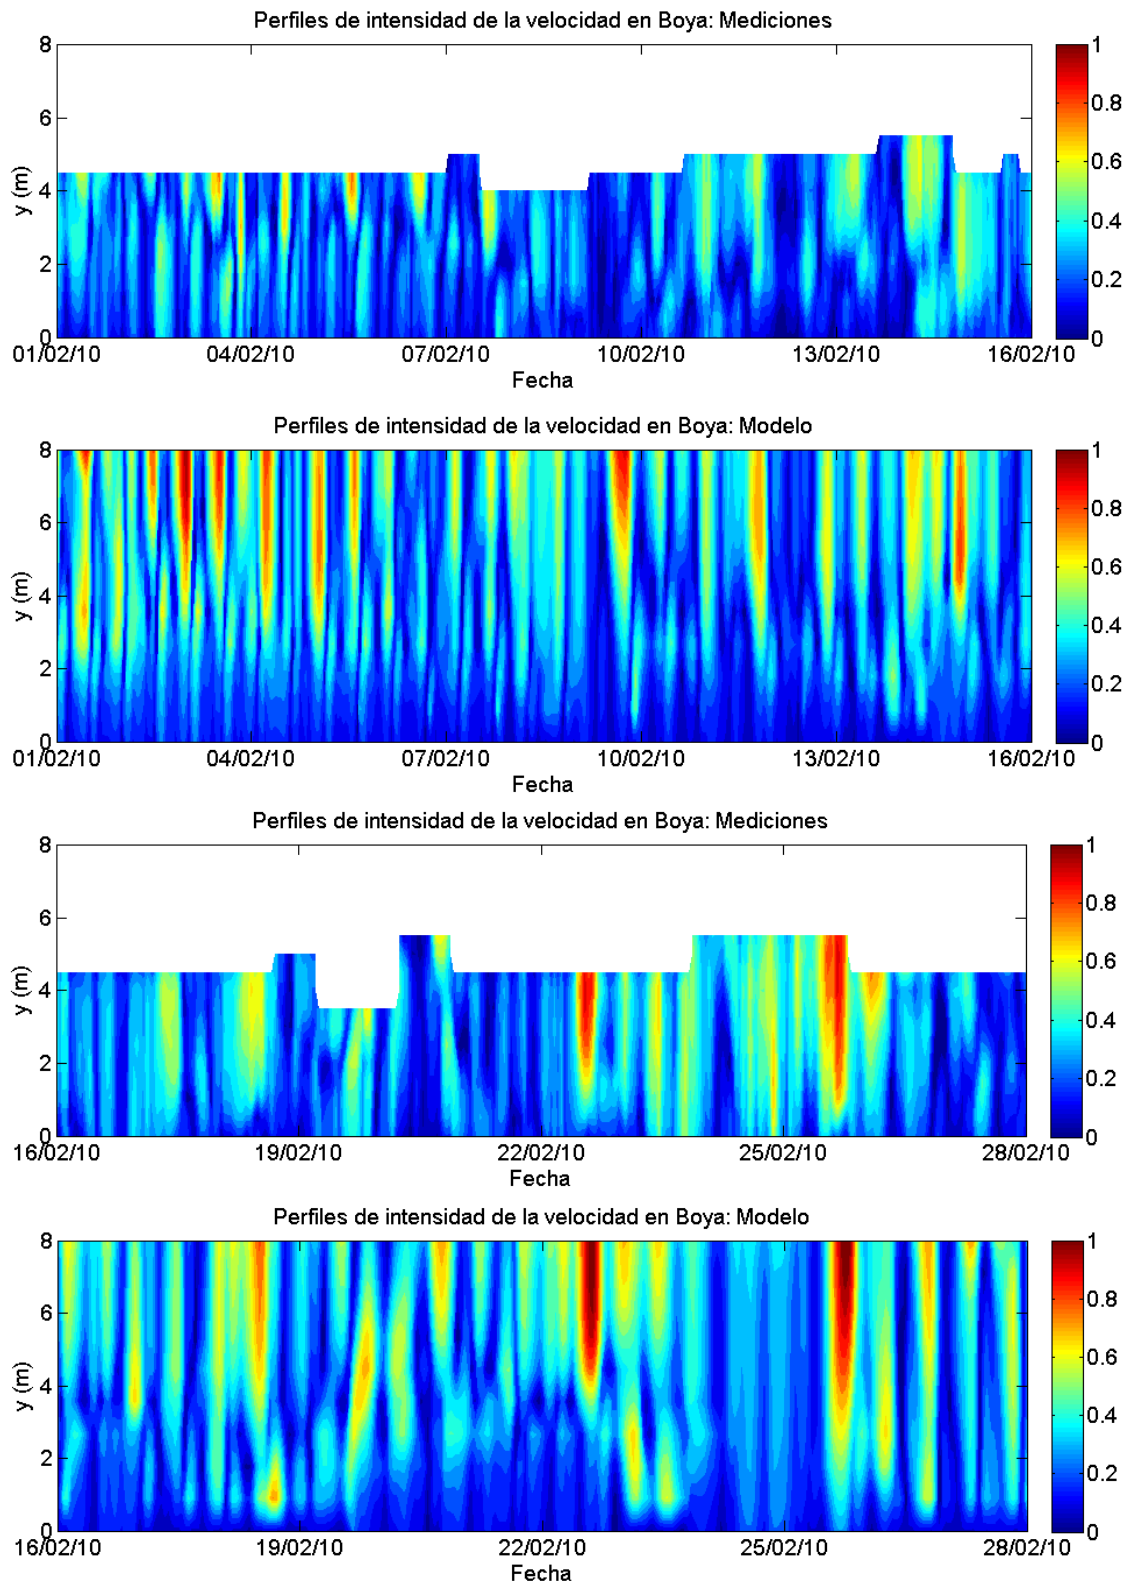 Perfiles de intensidad de la velocidad en Boya: Mediciones
8
6
4
2
0
y (m)
01/02/10 04/02/10 07/02/10 10/02/10 13/02/10 16/02/10
Fecha
1
0.8
0.6
0.4
0.2
0
Perfiles de intensidad de la velocidad en Boya: Modelo
8
6
4
2
0
y (m)
01/02/10 04/02/10 07/02/10 10/02/10 13/02/10 16/02/10
Fecha
1
0.8
0.6
0.4
0.2
0
Perfiles de intensidad de la velocidad en Boya: Mediciones
8
6
4
2
0
y (m)
16/02/10 19/02/10 22/02/10 25/02/10 28/02/10
Fecha
1
0.8
0.6
0.4
0.2
0
Perfiles de intensidad de la velocidad en Boya: Modelo
8
6
4
2
0
y (m)
16/02/10 19/02/10 22/02/10 25/02/10 28/02/10
Fecha
1
0.8
0.6
0.4
0.2
0